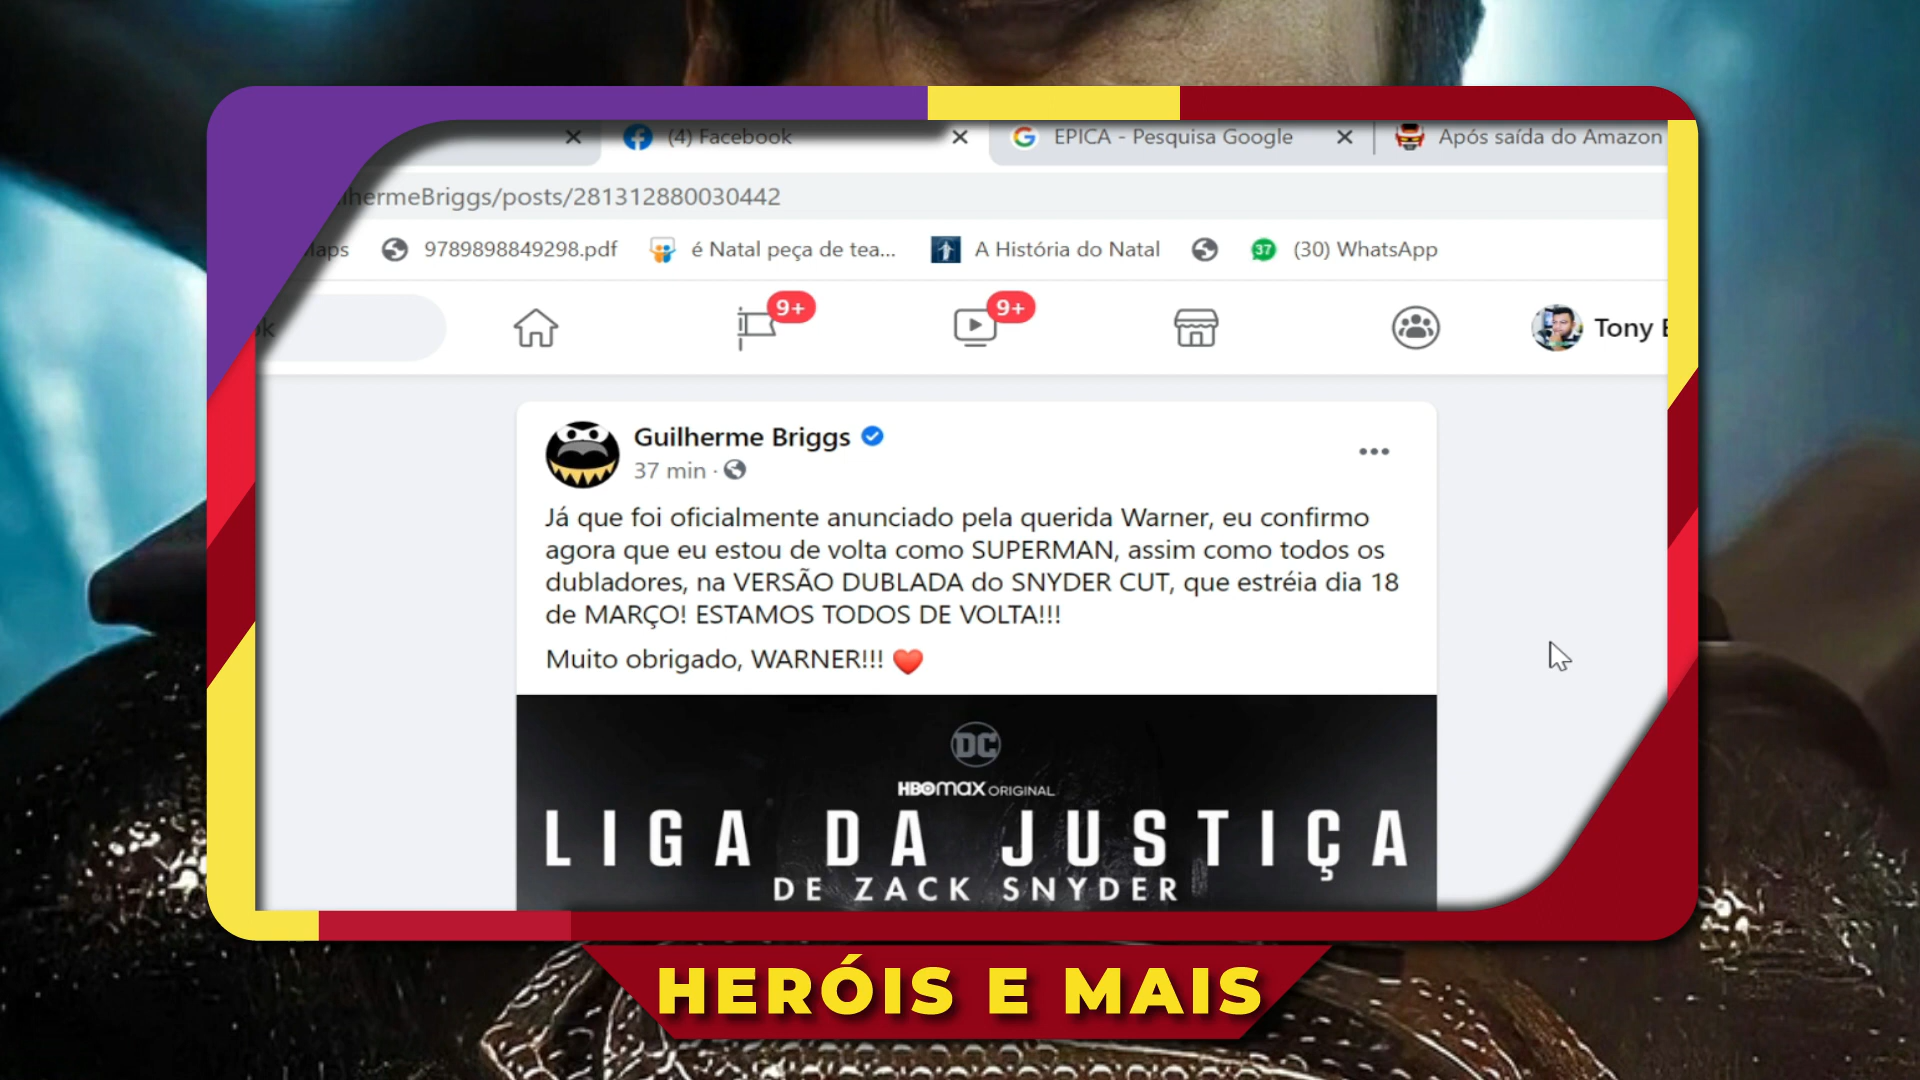 (4) Facebook
EPICA - Pesquisa Google
Após saída do Amazon
hermeBriggs/posts/281312880030442
Maps
9789898849298.pdf
é Natal peça de tea...
A História do Natal
37
(30) WhatsApp
9+
9+
Tony
Guilherme Briggs
37 min ·
Já que foi oficialmente anunciado pela querida Warner, eu confirmo
agora que eu estou de volta como SUPERMAN, assim como todos os
dubladores, na VERSÃO DUBLADA do SNYDER CUT, que estréia dia 18
de MARÇO! ESTAMOS TODOS DE VOLTA!!!
Muito obrigado, WARNER!!!
DC
HBOMAX ORIGINAL
LIGA DA JUSTIÇA
DE ZACK SNYDER
HERÓIS E MAIS